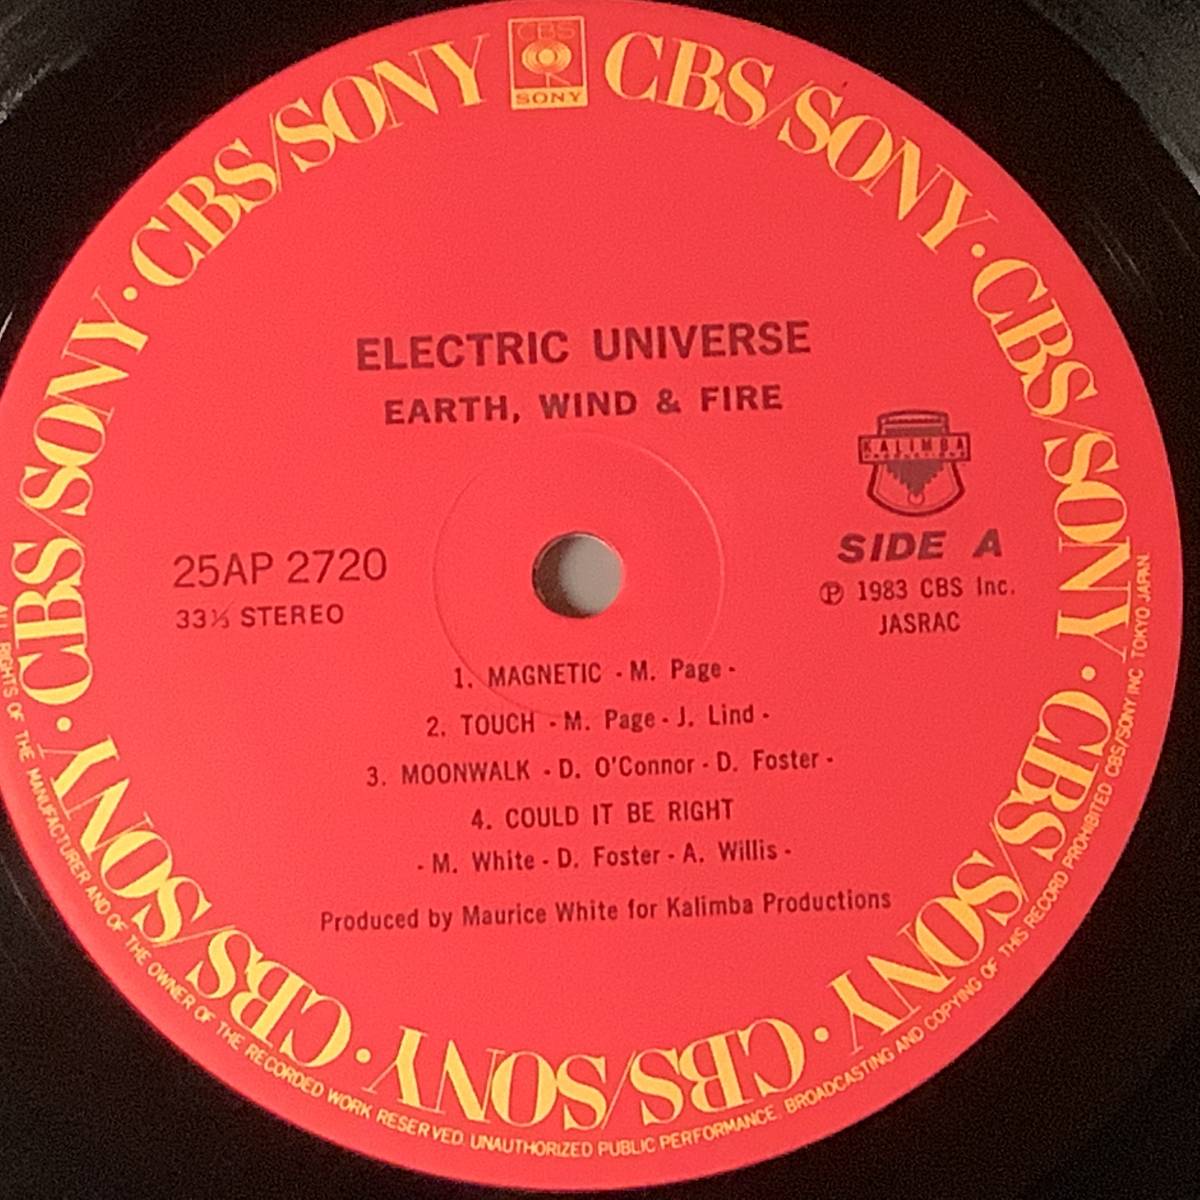 CBS
SONY
CBS/SONY · CBS/SONY · CBS/SONY · CBS/SONY · CBS/SONY · CBS/SONY · CBS/SONY · CBS/SONY
ELECTRIC UNIVERSE
EARTH, WIND & FIRE
KALIMBA
PRODUCTIONS
25AP 2720
33⅓ STEREO
SIDE A
Ⓟ 1983 CBS Inc.
JASRAC
1. MAGNETIC - M. Page -
2. TOUCH - M. Page - J. Lind -
3. MOONWALK - D. O'Connor - D. Foster -
4. COULD IT BE RIGHT
- M. White - D. Foster - A. Willis -
Produced by Maurice White for Kalimba Productions
ALL RIGHTS OF THE MANUFACTURER AND OF THE OWNER OF THE RECORDED WORK RESERVED. UNAUTHORIZED PUBLIC PERFORMANCE, BROADCASTING AND COPYING OF THIS RECORD PROHIBITED CBS/SONY INC. TOKYO JAPAN.